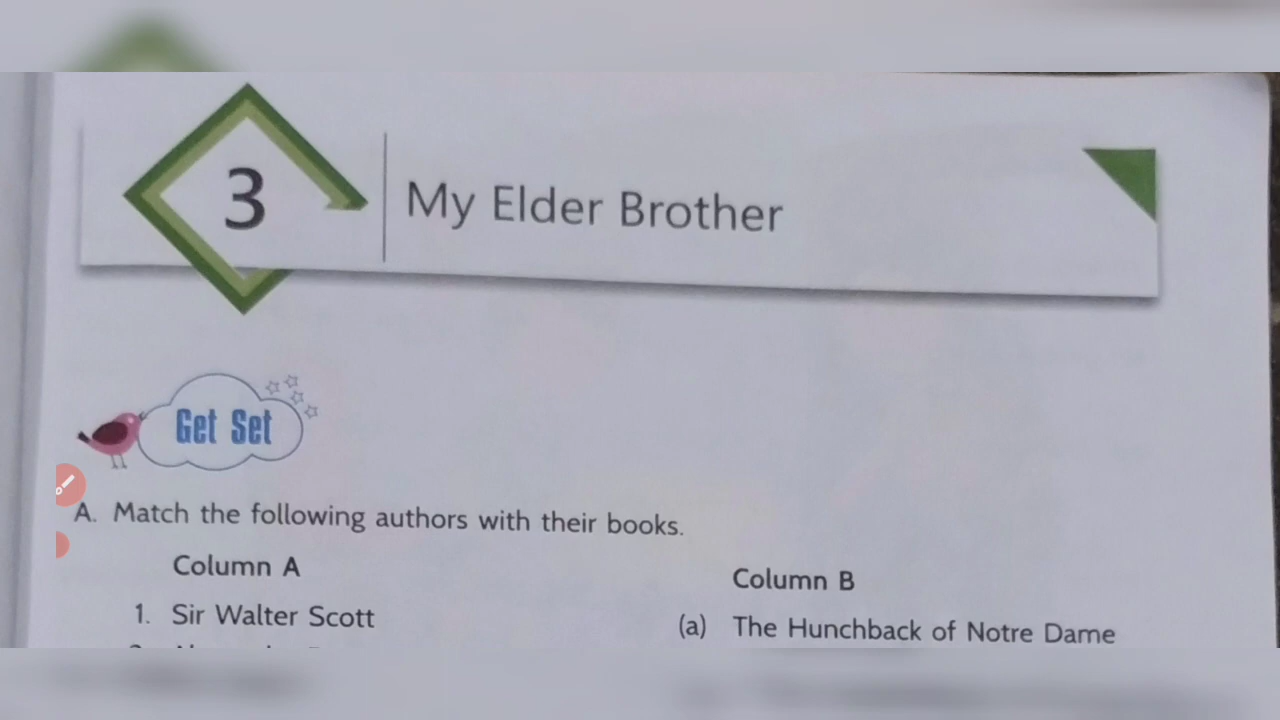 3
My Elder Brother
Get Set
A. Match the following authors with their books.
Column A
Column B
1. Sir Walter Scott
(a) The Hunchback of Notre Dame